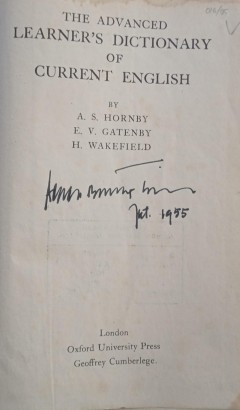 THE ADVANCED
LEARNER'S DICTIONARY
OF
CURRENT ENGLISH
BY
A. S. HORNBY
E. V. GATENBY
H. WAKEFIELD
1955
London
Oxford University Press
Geoffrey Cumberlege.